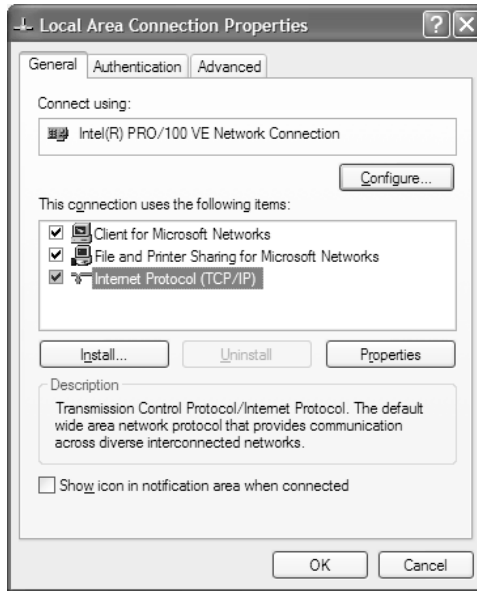 Local Area Connection Properties
General Authentication Advanced
Connect using:
Intel(R) PRO/100 VE Network Connection
Configure...
This connection uses the following items:
Client for Microsoft Networks
File and Printer Sharing for Microsoft Networks
Internet Protocol (TCP/IP)
Install... Uninstall Properties
Description
Transmission Control Protocol/Internet Protocol. The default
wide area network protocol that provides communication
across diverse interconnected networks.
Show icon in notification area when connected
OK Cancel